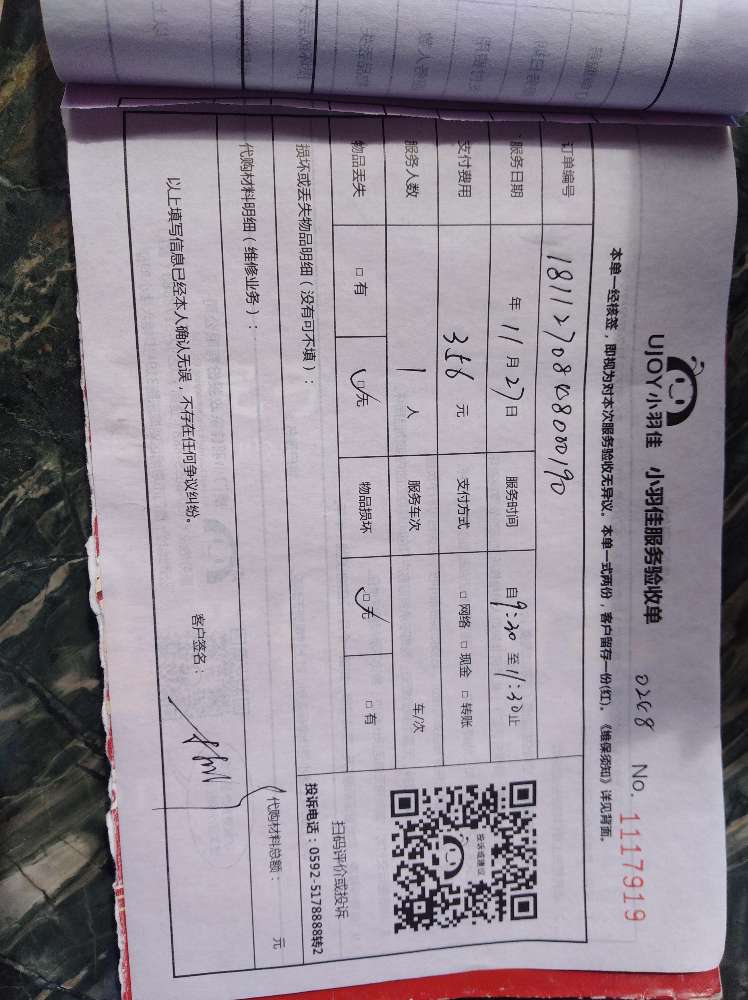 UJOY小羽佳 小羽佳服务验收单
0268 No. 1117919
本单一经核签，即视为对本次服务验收无异议。本单一式两份，客户留存一份(红)。《维保须知》详见背面。
订单编号 1811270848000190
服务日期 年 11 月 27 日 服务时间 自 9:30 至 11:30 止
支付费用 356 元 支付方式 □ 网络 □ 现金 □ 转账
服务人数 1 人 服务车次 车/次
物品丢失 □ 有 □ 无 物品损坏 □ 无 □ 有
损坏或丢失物品明细（没有可不填）：
代购材料明细（维修业务）：
代购材料总额： 元
以上填写信息已经本人确认无误，不存在任何争议纠纷。
客户签名：
投诉或建议
扫码评价或投诉
投诉电话：0592-5178888转2